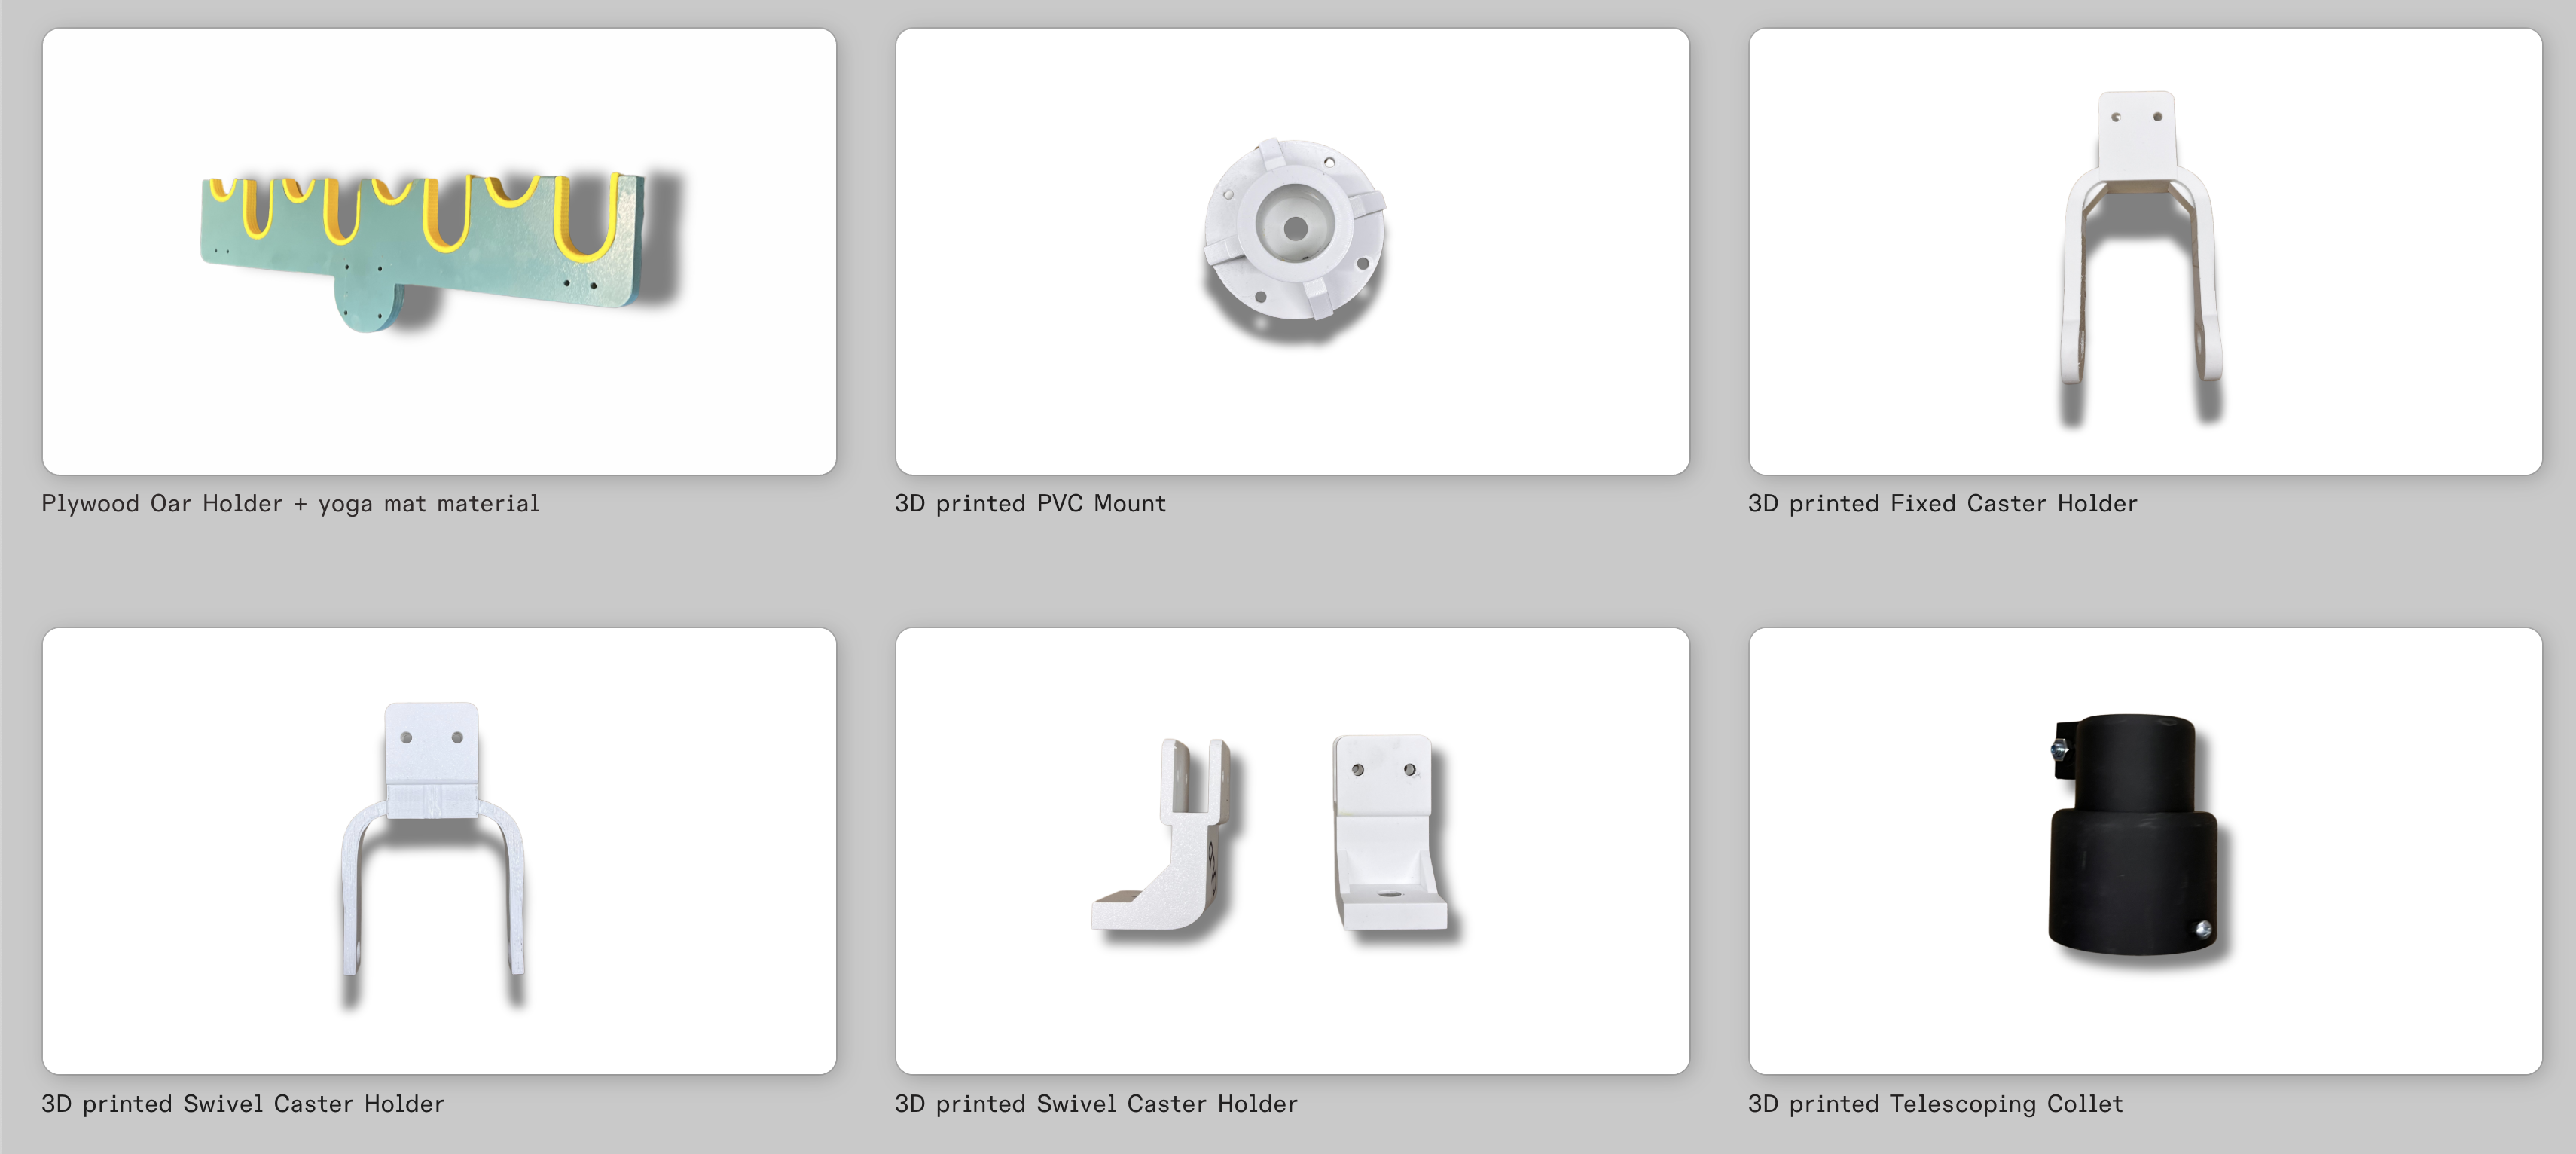 Plywood Oar Holder + yoga mat material
3D printed PVC Mount
3D printed Fixed Caster Holder
3D printed Swivel Caster Holder
3D printed Swivel Caster Holder
3D printed Telescoping Collet